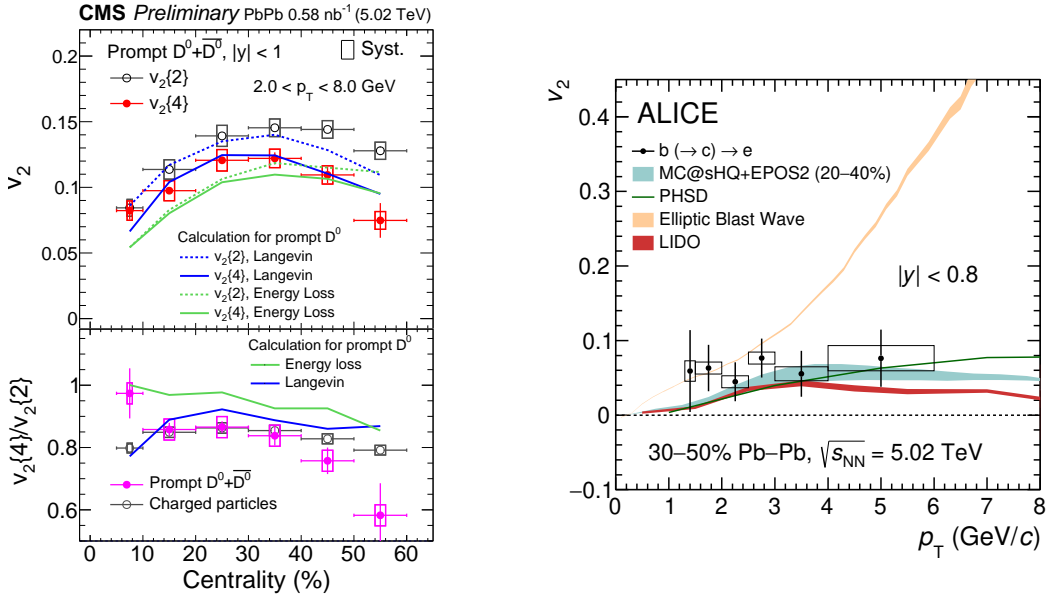 CMS Preliminary PbPb 0.58 nb⁻¹ (5.02 TeV)
Prompt D⁰+D̅⁰, |y| < 1
Syst.
v₂{2}
v₂{4}
2.0 < p_T < 8.0 GeV
v₂
0.2
0.15
0.1
0.05
0
Calculation for prompt D⁰
v₂{2}, Langevin
v₂{4}, Langevin
v₂{2}, Energy Loss
v₂{4}, Energy Loss
Calculation for prompt D⁰
Energy loss
Langevin
v₂{4}/v₂{2}
1
0.8
0.6
Prompt D⁰+D̅⁰
Charged particles
0 10 20 30 40 50 60
Centrality (%)
v₂
0.4
0.3
0.2
0.1
0
−0.1
ALICE
b (→ c) → e
MC@sHQ+EPOS2 (20–40%)
PHSD
Elliptic Blast Wave
LIDO
|y| < 0.8
30–50% Pb–Pb, √s_NN = 5.02 TeV
0 1 2 3 4 5 6 7 8
p_T (GeV/c)